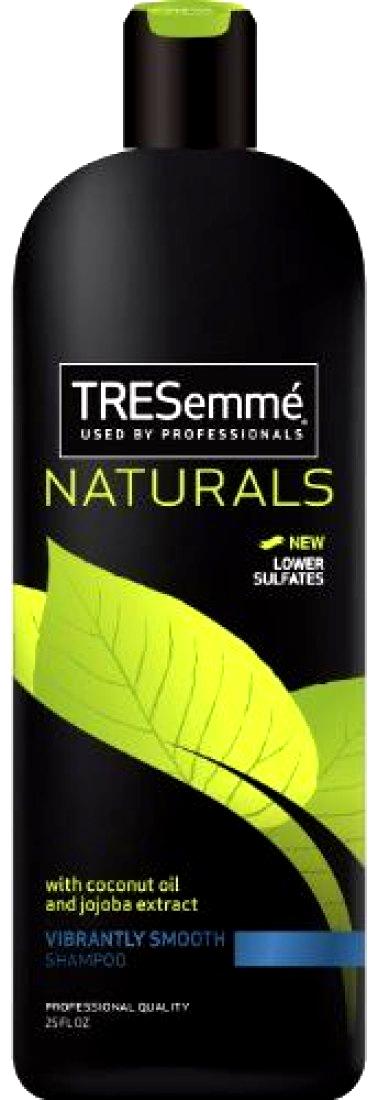 TRESemmé®
USED BY PROFESSIONALS
NATURALS
NEW
LOWER
SULFATES
with coconut oil
and jojoba extract
VIBRANTLY SMOOTH
SHAMPOO
PROFESSIONAL QUALITY
25 FL OZ